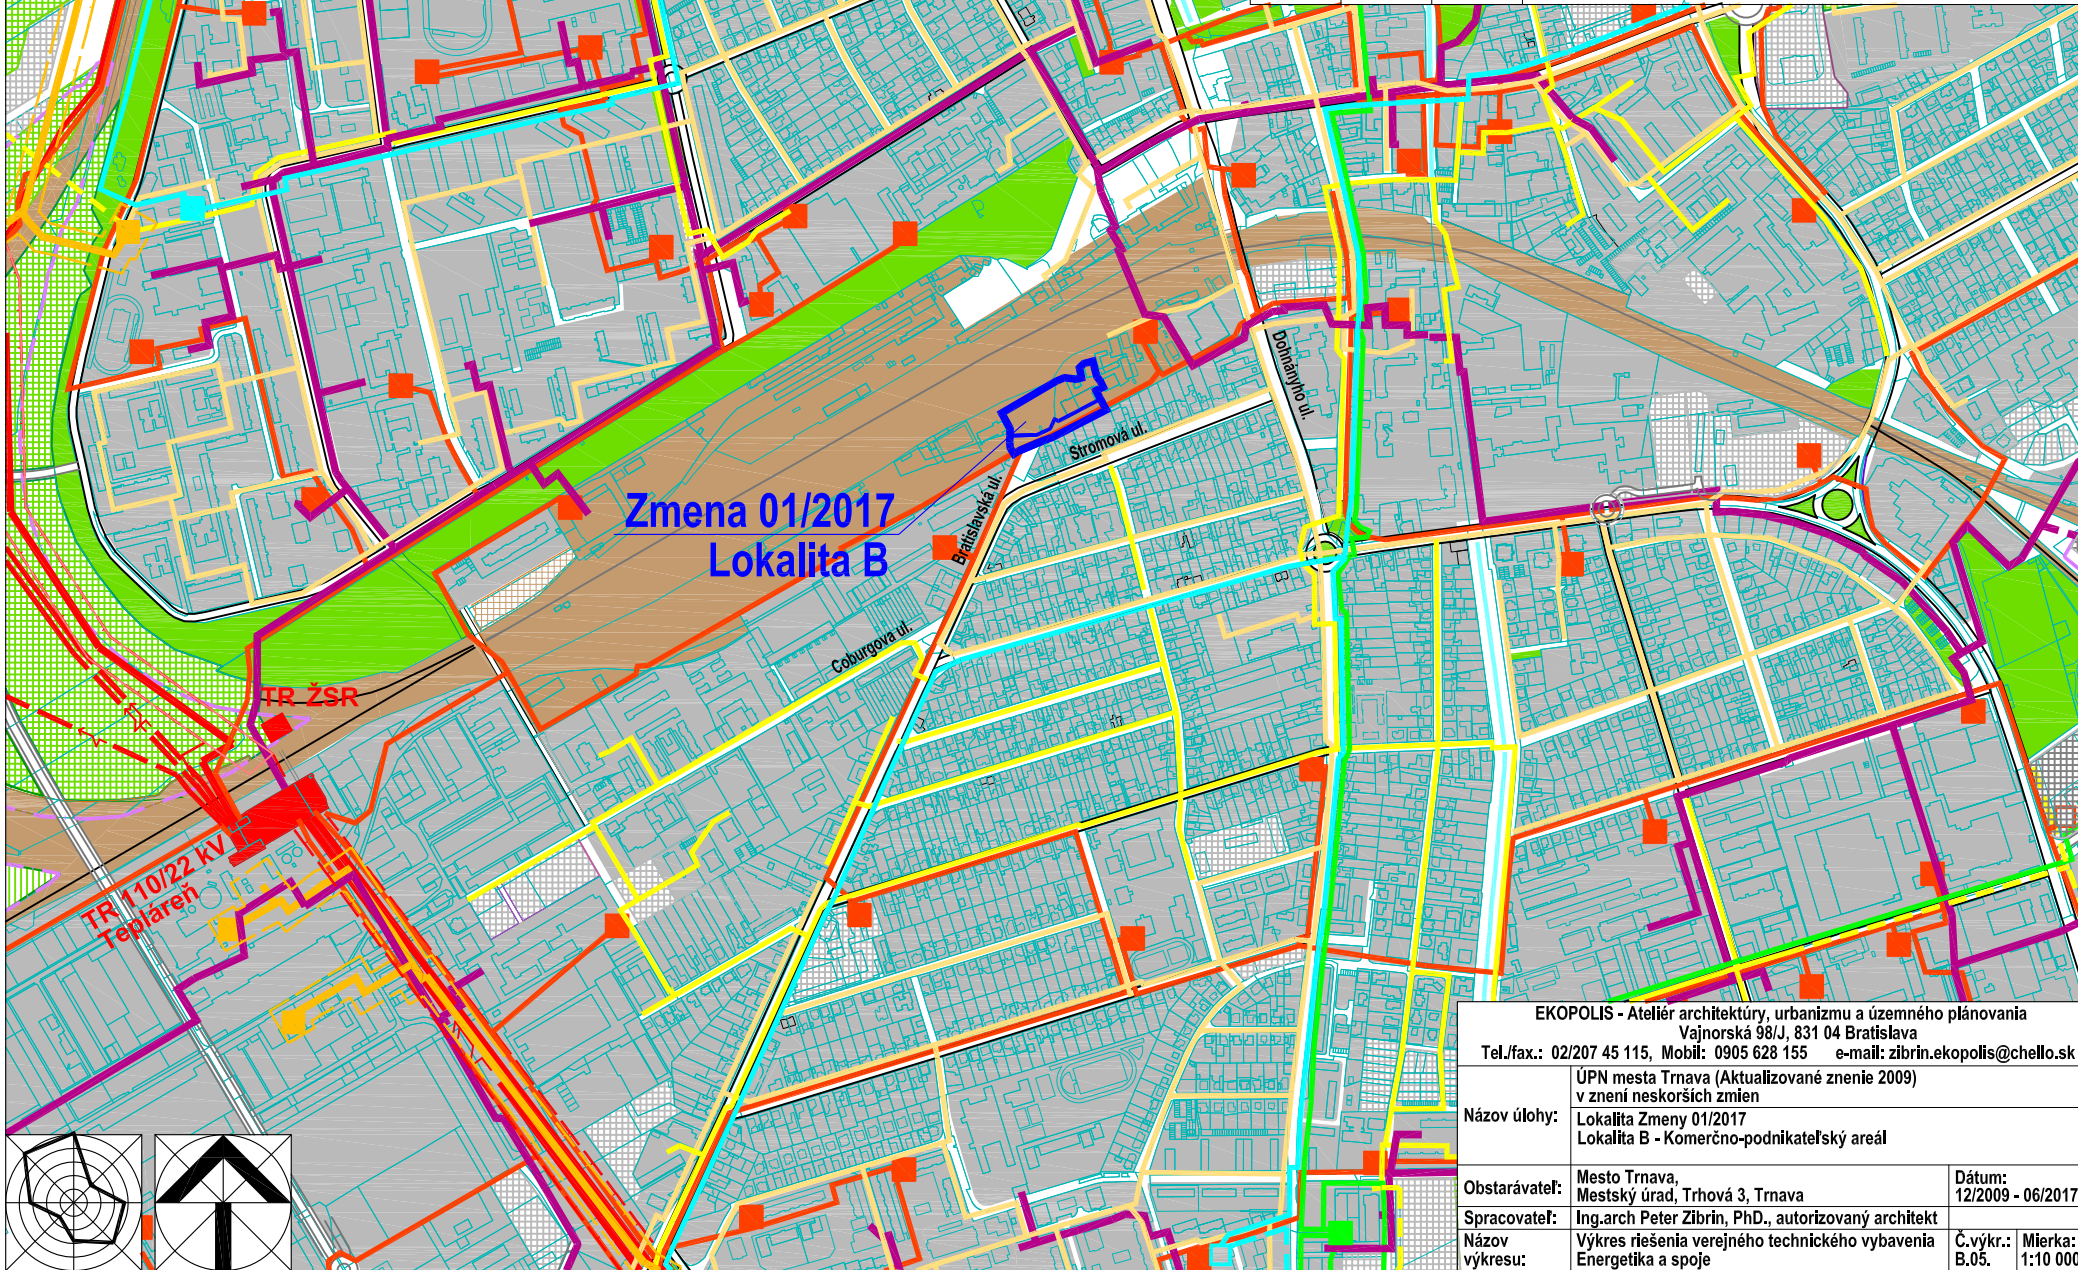 Dohnányho ul.
Stromová ul.
Zmena 01/2017
Lokalita B
Bratislavská ul.
Coburgova ul.
TR ŽSR
TR 110/22 kV
Tepláreň
EKOPOLIS - Ateliér architektúry, urbanizmu a územného plánovania
Vajnorská 98/J, 831 04 Bratislava
Tel./fax.: 02/207 45 115, Mobil: 0905 628 155 e-mail: zibrin.ekopolis@chello.sk
Názov úlohy:
ÚPN mesta Trnava (Aktualizované znenie 2009)
v znení neskorších zmien
Lokalita Zmeny 01/2017
Lokalita B - Komerčno-podnikateľský areál
Obstarávateľ:
Mesto Trnava,
Mestský úrad, Trhová 3, Trnava
Dátum:
12/2009 - 06/2017
Spracovateľ: Ing.arch Peter Zibrin, PhD., autorizovaný architekt
Názov
výkresu:
Výkres riešenia verejného technického vybavenia
Energetika a spoje
Č.výkr.:
B.05.
Mierka:
1:10 000